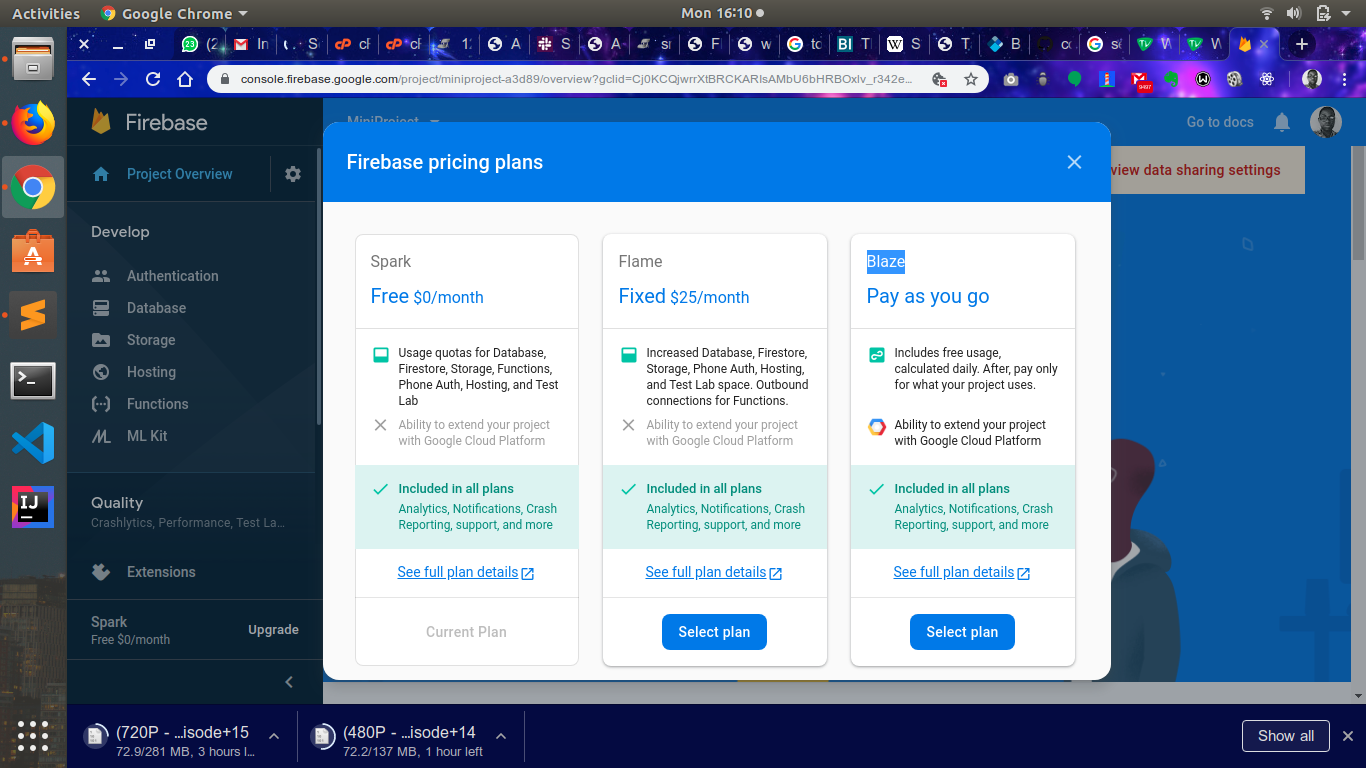 Activities
Google Chrome
Mon 16:10
console.firebase.google.com/project/miniproject-a3d89/overview?gclid=Cj0KCQjwrrXtBRCKARIsAMbU6bHRBOxlv_r342e...
9497
Firebase
Go to docs
Firebase pricing plans
view data sharing settings
Project Overview
Develop
Authentication
Database
Storage
Hosting
Functions
ML Kit
Quality
Crashlytics, Performance, Test La...
Extensions
Spark
Free $0/month
Upgrade
Spark
Free $0/month
Usage quotas for Database,
Firestore, Storage, Functions,
Phone Auth, Hosting, and Test
Lab
Ability to extend your project
with Google Cloud Platform
Included in all plans
Analytics, Notifications, Crash
Reporting, support, and more
See full plan details
Current Plan
Flame
Fixed $25/month
Increased Database, Firestore,
Storage, Phone Auth, Hosting,
and Test Lab space. Outbound
connections for Functions.
Ability to extend your project
with Google Cloud Platform
Included in all plans
Analytics, Notifications, Crash
Reporting, support, and more
See full plan details
Select plan
Blaze
Pay as you go
Includes free usage,
calculated daily. After, pay only
for what your project uses.
Ability to extend your project
with Google Cloud Platform
Included in all plans
Analytics, Notifications, Crash
Reporting, support, and more
See full plan details
Select plan
(720P - ...isode+15
72.9/281 MB, 3 hours l...
(480P - ...isode+14
72.2/137 MB, 1 hour left
Show all